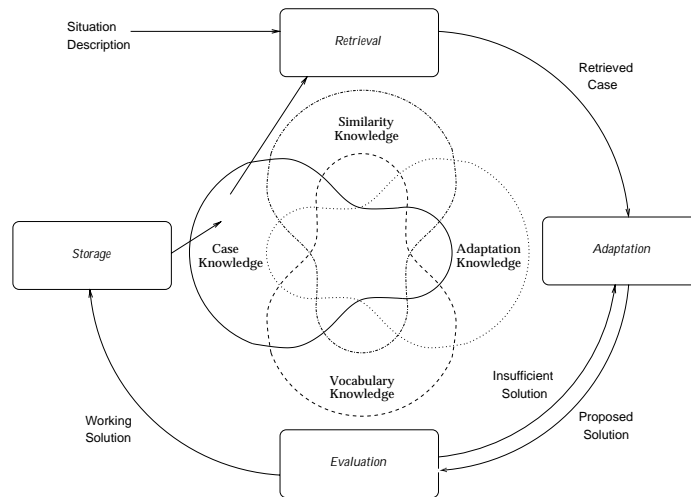 Situation
Description
Retrieval
Retrieved
Case
Similarity
Knowledge
Storage
Case
Knowledge
Adaptation
Knowledge
Adaptation
Vocabulary
Knowledge
Insufficient
Solution
Working
Solution
Proposed
Solution
Evaluation